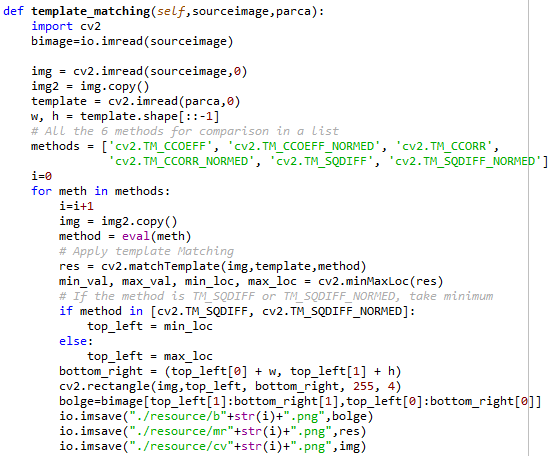 def template_matching(self,sourceimage,parca):
    import cv2
    bimage=io.imread(sourceimage)

    img = cv2.imread(sourceimage,0)
    img2 = img.copy()
    template = cv2.imread(parca,0)
    w, h = template.shape[::-1]
    # All the 6 methods for comparison in a list
    methods = ['cv2.TM_CCOEFF', 'cv2.TM_CCOEFF_NORMED', 'cv2.TM_CCORR',
               'cv2.TM_CCORR_NORMED', 'cv2.TM_SQDIFF', 'cv2.TM_SQDIFF_NORMED']
    i=0
    for meth in methods:
        i=i+1
        img = img2.copy()
        method = eval(meth)
        # Apply template Matching
        res = cv2.matchTemplate(img,template,method)
        min_val, max_val, min_loc, max_loc = cv2.minMaxLoc(res)
        # If the method is TM_SQDIFF or TM_SQDIFF_NORMED, take minimum
        if method in [cv2.TM_SQDIFF, cv2.TM_SQDIFF_NORMED]:
            top_left = min_loc
        else:
            top_left = max_loc
        bottom_right = (top_left[0] + w, top_left[1] + h)
        cv2.rectangle(img,top_left, bottom_right, 255, 4)
        bolge=bimage[top_left[1]:bottom_right[1],top_left[0]:bottom_right[0]]
        io.imsave("./resource/b"+str(i)+".png",bolge)
        io.imsave("./resource/mr"+str(i)+".png",res)
        io.imsave("./resource/cv"+str(i)+".png",img)